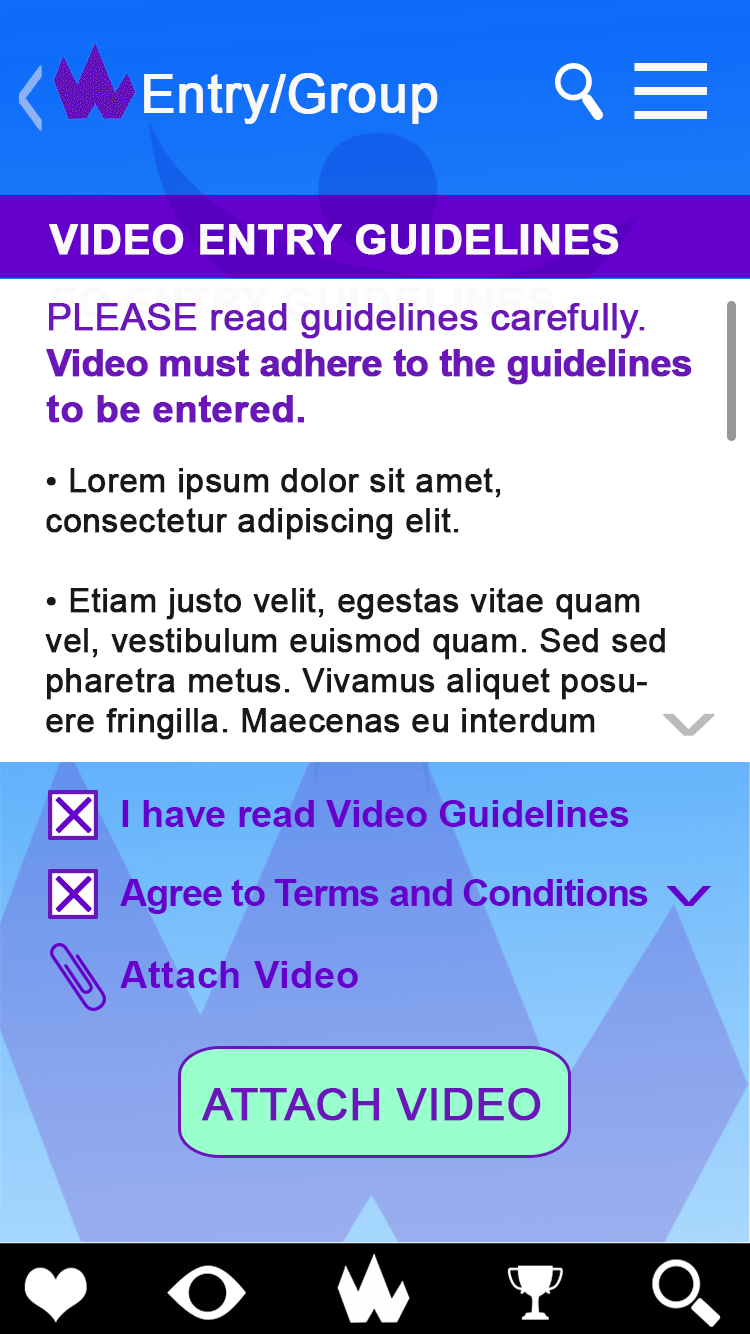 Entry/Group
VIDEO ENTRY GUIDELINES
PLEASE read guidelines carefully.
Video must adhere to the guidelines
to be entered.
• Lorem ipsum dolor sit amet,
consectetur adipiscing elit.
• Etiam justo velit, egestas vitae quam
vel, vestibulum euismod quam. Sed sed
pharetra metus. Vivamus aliquet posu-
ere fringilla. Maecenas eu interdum
I have read Video Guidelines
Agree to Terms and Conditions
Attach Video
ATTACH VIDEO